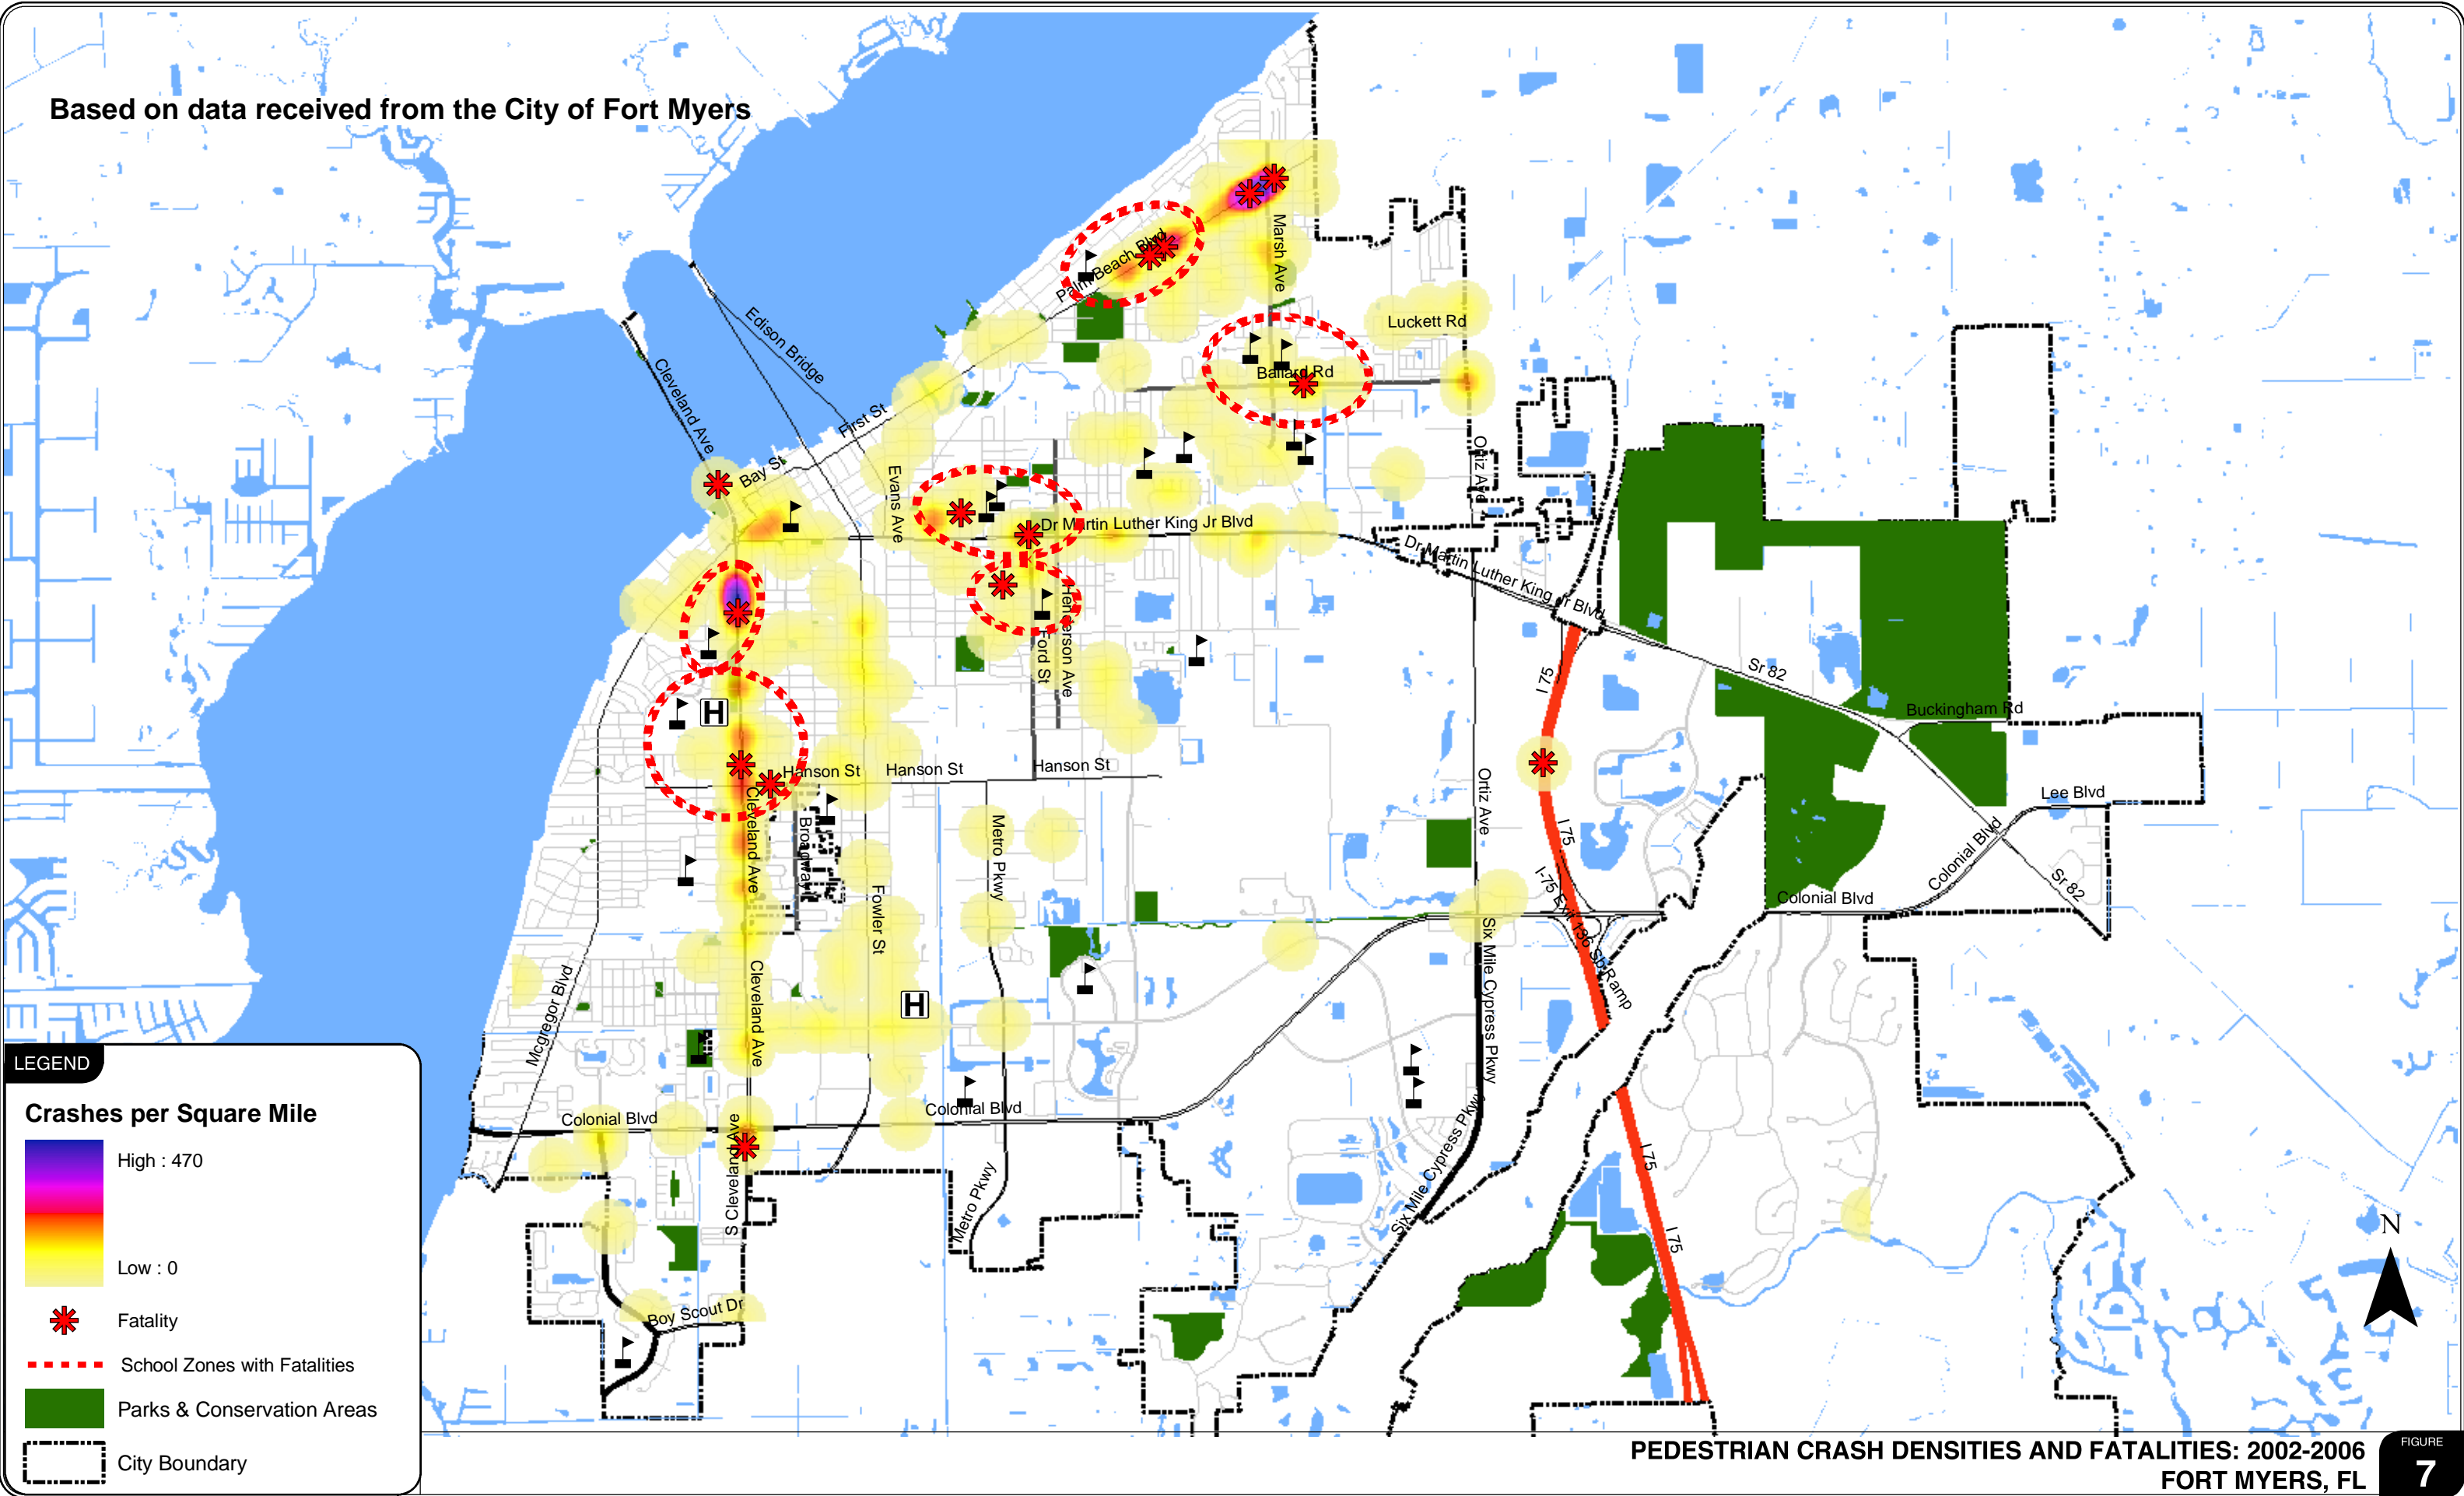 Based on data received from the City of Fort Myers
Edison Bridge
Cleveland Ave
Palm Beach Blvd
Marsh Ave
Luckett Rd
Ballard Rd
First St
Bay St
Evans Ave
Ortiz Ave
Dr Martin Luther King Jr Blvd
Dr Martin Luther King Jr Blvd
Henderson Ave
Ford St
I 75
Sr 82
Buckingham Rd
H
Hanson St
Hanson St
Hanson St
Cleveland Ave
Broadway
Metro Pkwy
Ortiz Ave
I 75
Lee Blvd
Colonial Blvd
Sr 82
Colonial Blvd
I-75 Exit 136 Sb Ramp
Fowler St
Six Mile Cypress Pkwy
Mcgregor Blvd
Cleveland Ave
H
Colonial Blvd
Colonial Blvd
S Cleveland Ave
Metro Pkwy
Six Mile Cypress Pkwy
I 75
I 75
Boy Scout Dr
N
LEGEND
Crashes per Square Mile
High : 470
Low : 0
Fatality
School Zones with Fatalities
Parks & Conservation Areas
City Boundary
PEDESTRIAN CRASH DENSITIES AND FATALITIES: 2002-2006
FORT MYERS, FL
FIGURE
7